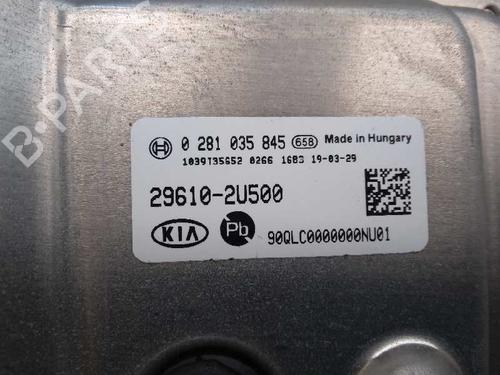 B-PARTS
0 281 035 845 658 Made in Hungary
1039T35652 0266 1683 19-03-29
29610-2U500
KIA Pb 90QLC0000000NU01